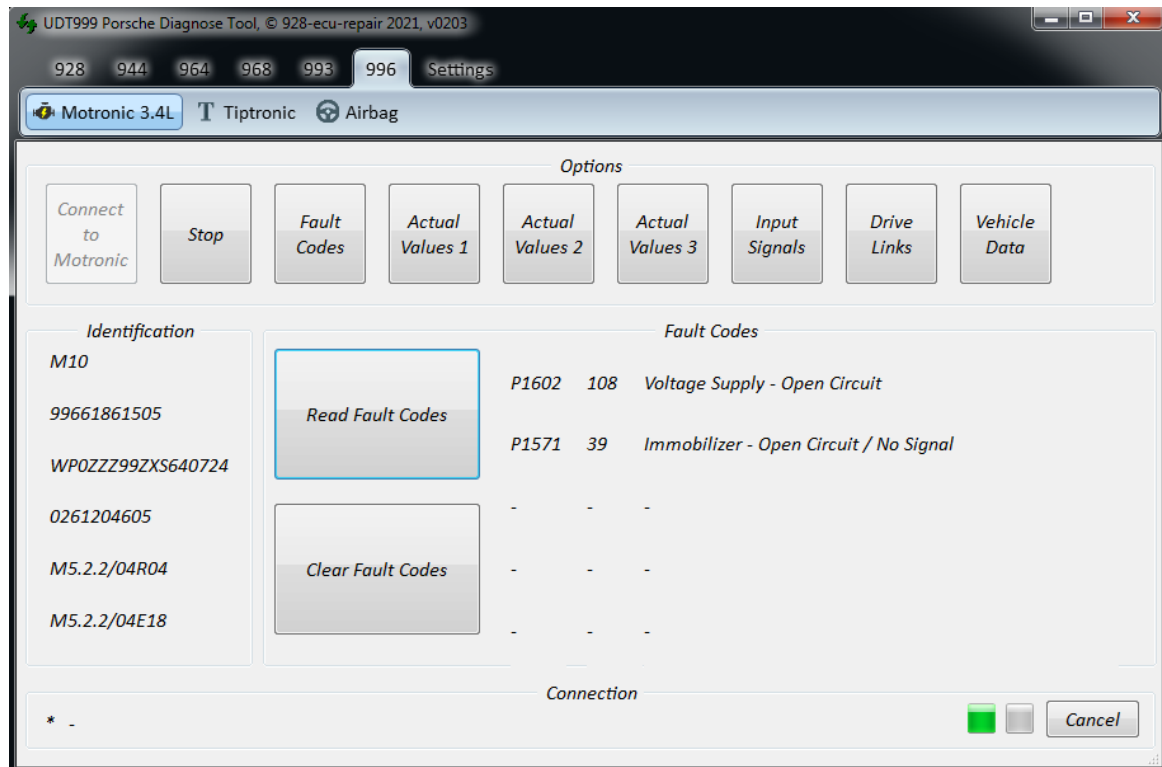 UDT999 Porsche Diagnose Tool, © 928-ecu-repair 2021, v0203
928 944 964 968 993 996 Settings
Motronic 3.4L T Tiptronic Airbag
Options
Connect
to
Motronic
Stop
Fault
Codes
Actual
Values 1
Actual
Values 2
Actual
Values 3
Input
Signals
Drive
Links
Vehicle
Data
Identification
M10
99661861505
WP0ZZZ99ZXS640724
0261204605
M5.2.2/04R04
M5.2.2/04E18
Fault Codes
Read Fault Codes
Clear Fault Codes
P1602 108 Voltage Supply - Open Circuit
P1571 39 Immobilizer - Open Circuit / No Signal
- - -
- - -
- - -
Connection
* -
Cancel